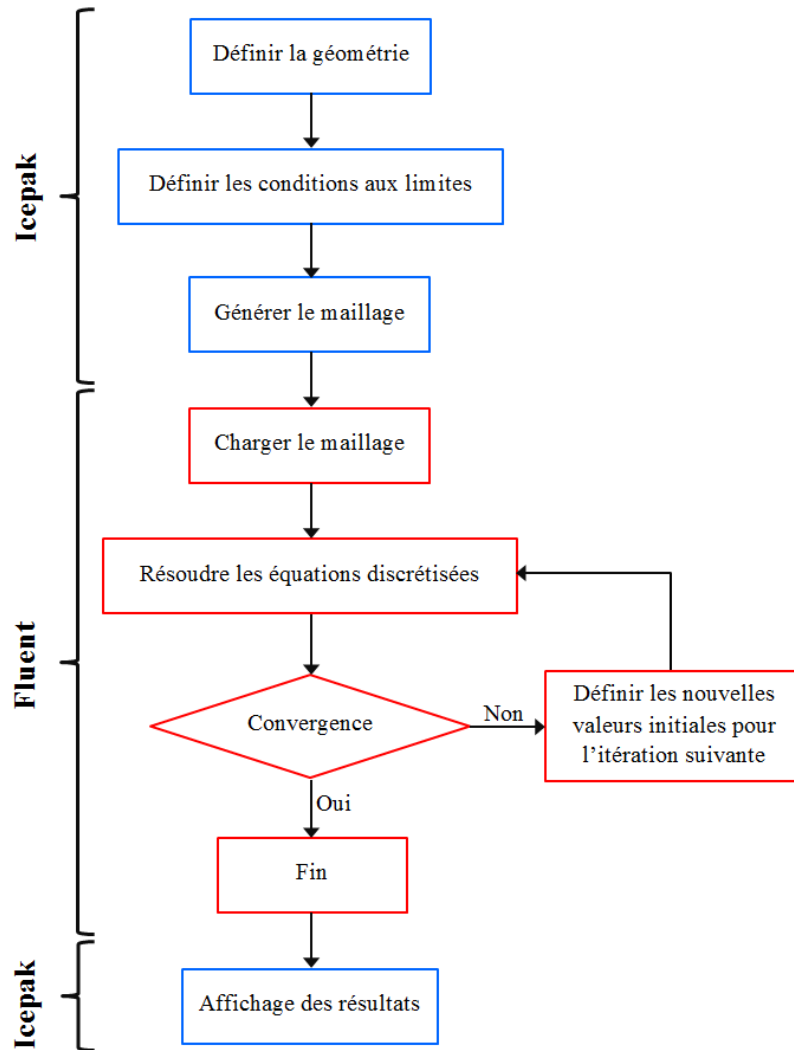 Icepak
Définir la géométrie
Définir les conditions aux limites
Générer le maillage
Fluent
Charger le maillage
Résoudre les équations discrétisées
Convergence
Non
Définir les nouvelles
valeurs initiales pour
l’itération suivante
Oui
Fin
Icepak
Affichage des résultats